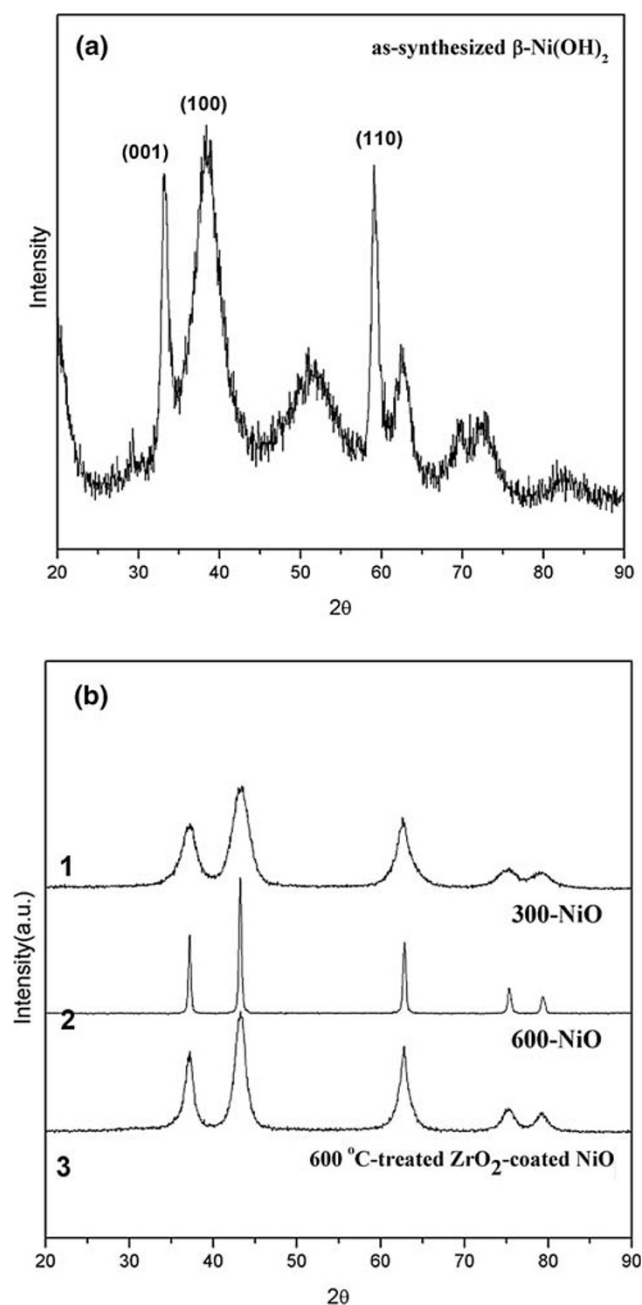 (a)
as-synthesized β-Ni(OH)2
(001)
(100)
(110)
Intensity
20 30 40 50 60 70 80 90
2θ
(b)
1
300-NiO
2
600-NiO
3
600 °C-treated ZrO2-coated NiO
Intensity(a.u.)
20 30 40 50 60 70 80 90
2θ